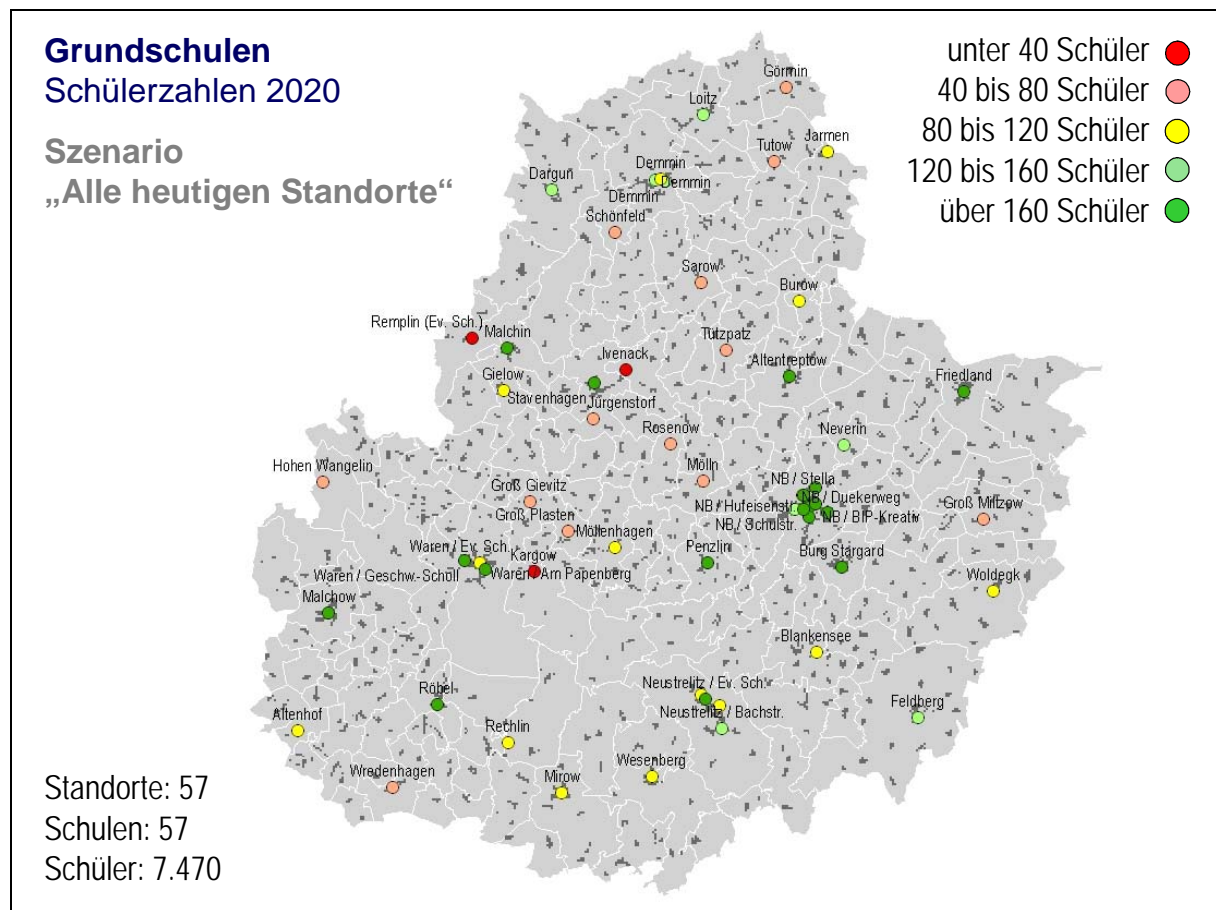 Grundschulen
Schülerzahlen 2020
Szenario
„Alle heutigen Standorte“
unter 40 Schüler
40 bis 80 Schüler
80 bis 120 Schüler
120 bis 160 Schüler
über 160 Schüler
Görmin
Loitz
Jarmen
Tutow
Demmin
Dargun
Demmin
Demmin
Schönfeld
Sarow
Burow
Remplin (Ev. Sch.)
Malchin
Tützpatz
Ivenack
Altentreptow
Gielow
Friedland
Stavenhagen
Jürgenstorf
Rosenow
Neverin
Hohen Wangelin
Mölln
NB / Stella
Groß Gievitz
NB / Duekerweg
Groß Miltzow
NB / Hufeisenstr.
Groß Plasten
NB / BIP-Kreativ
NB / Schulstr.
Möllenhagen
Waren / Ev. Sch.
Kargow
Penzlin
Burg Stargard
Waren / Geschw.-Scholl
Waren / Am Papenberg
Woldegk
Malchow
Blankensee
Neustrelitz / Ev. Sch.
Röbel
Feldberg
Neustrelitz / Bachstr.
Altenhof
Rechlin
Wesenberg
Wredenhagen
Mirow
Standorte: 57
Schulen: 57
Schüler: 7.470